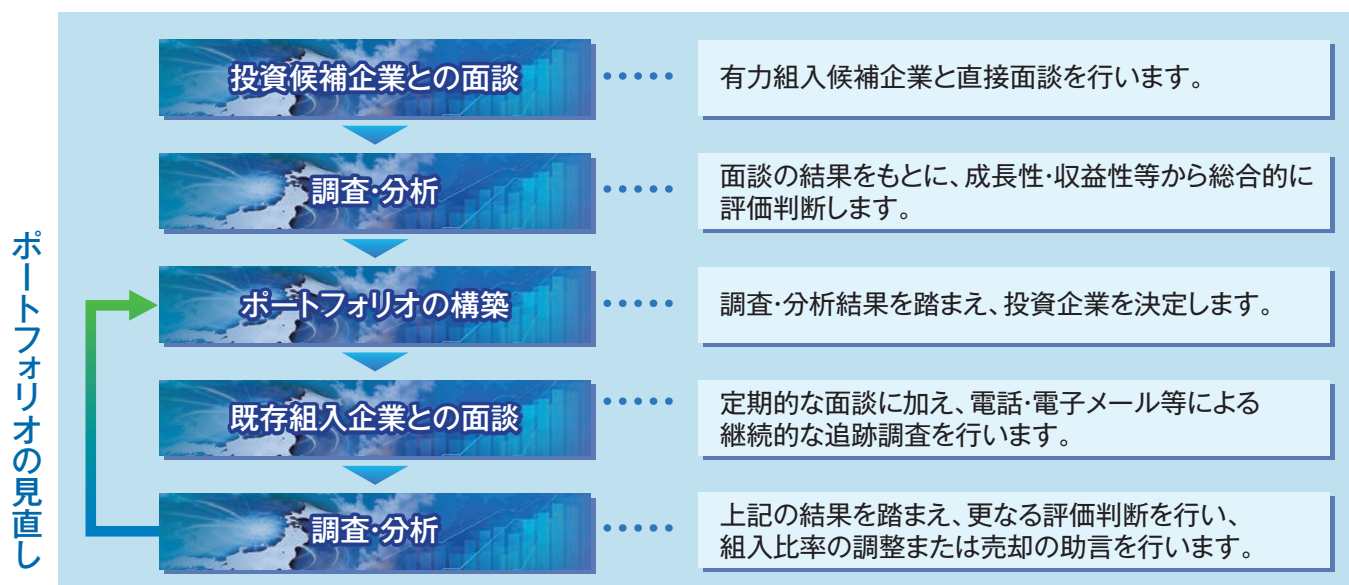 投資候補企業との面談
有力組入候補企業と直接面談を行います。
調査・分析
面談の結果をもとに、成長性・収益性等から総合的に
評価判断します。
ポートフォリオの構築
調査・分析結果を踏まえ、投資企業を決定します。
既存組入企業との面談
定期的な面談に加え、電話・電子メール等による
継続的な追跡調査を行います。
調査・分析
上記の結果を踏まえ、更なる評価判断を行い、
組入比率の調整または売却の助言を行います。
ポートフォリオの見直し